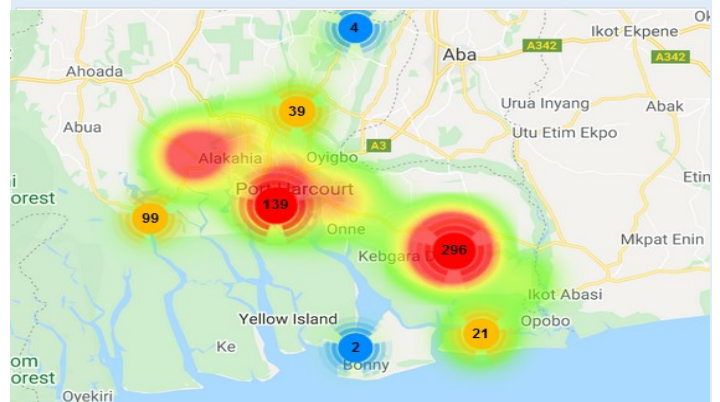 4
Ok
Ikot Ekpene
Aba
A342
A342
Ahoada
Urua Inyang
Abak
39
Abua
Utu Etim Ekpo
A3
Alakahia
Oyigbo
Etin
orest
Port Harcourt
139
99
Onne
Mkpat Enin
296
Kebgara D
Ikot Abasi
Yellow Island
Opobo
21
Ke
2
Bonny
om
orest
Oyekiri